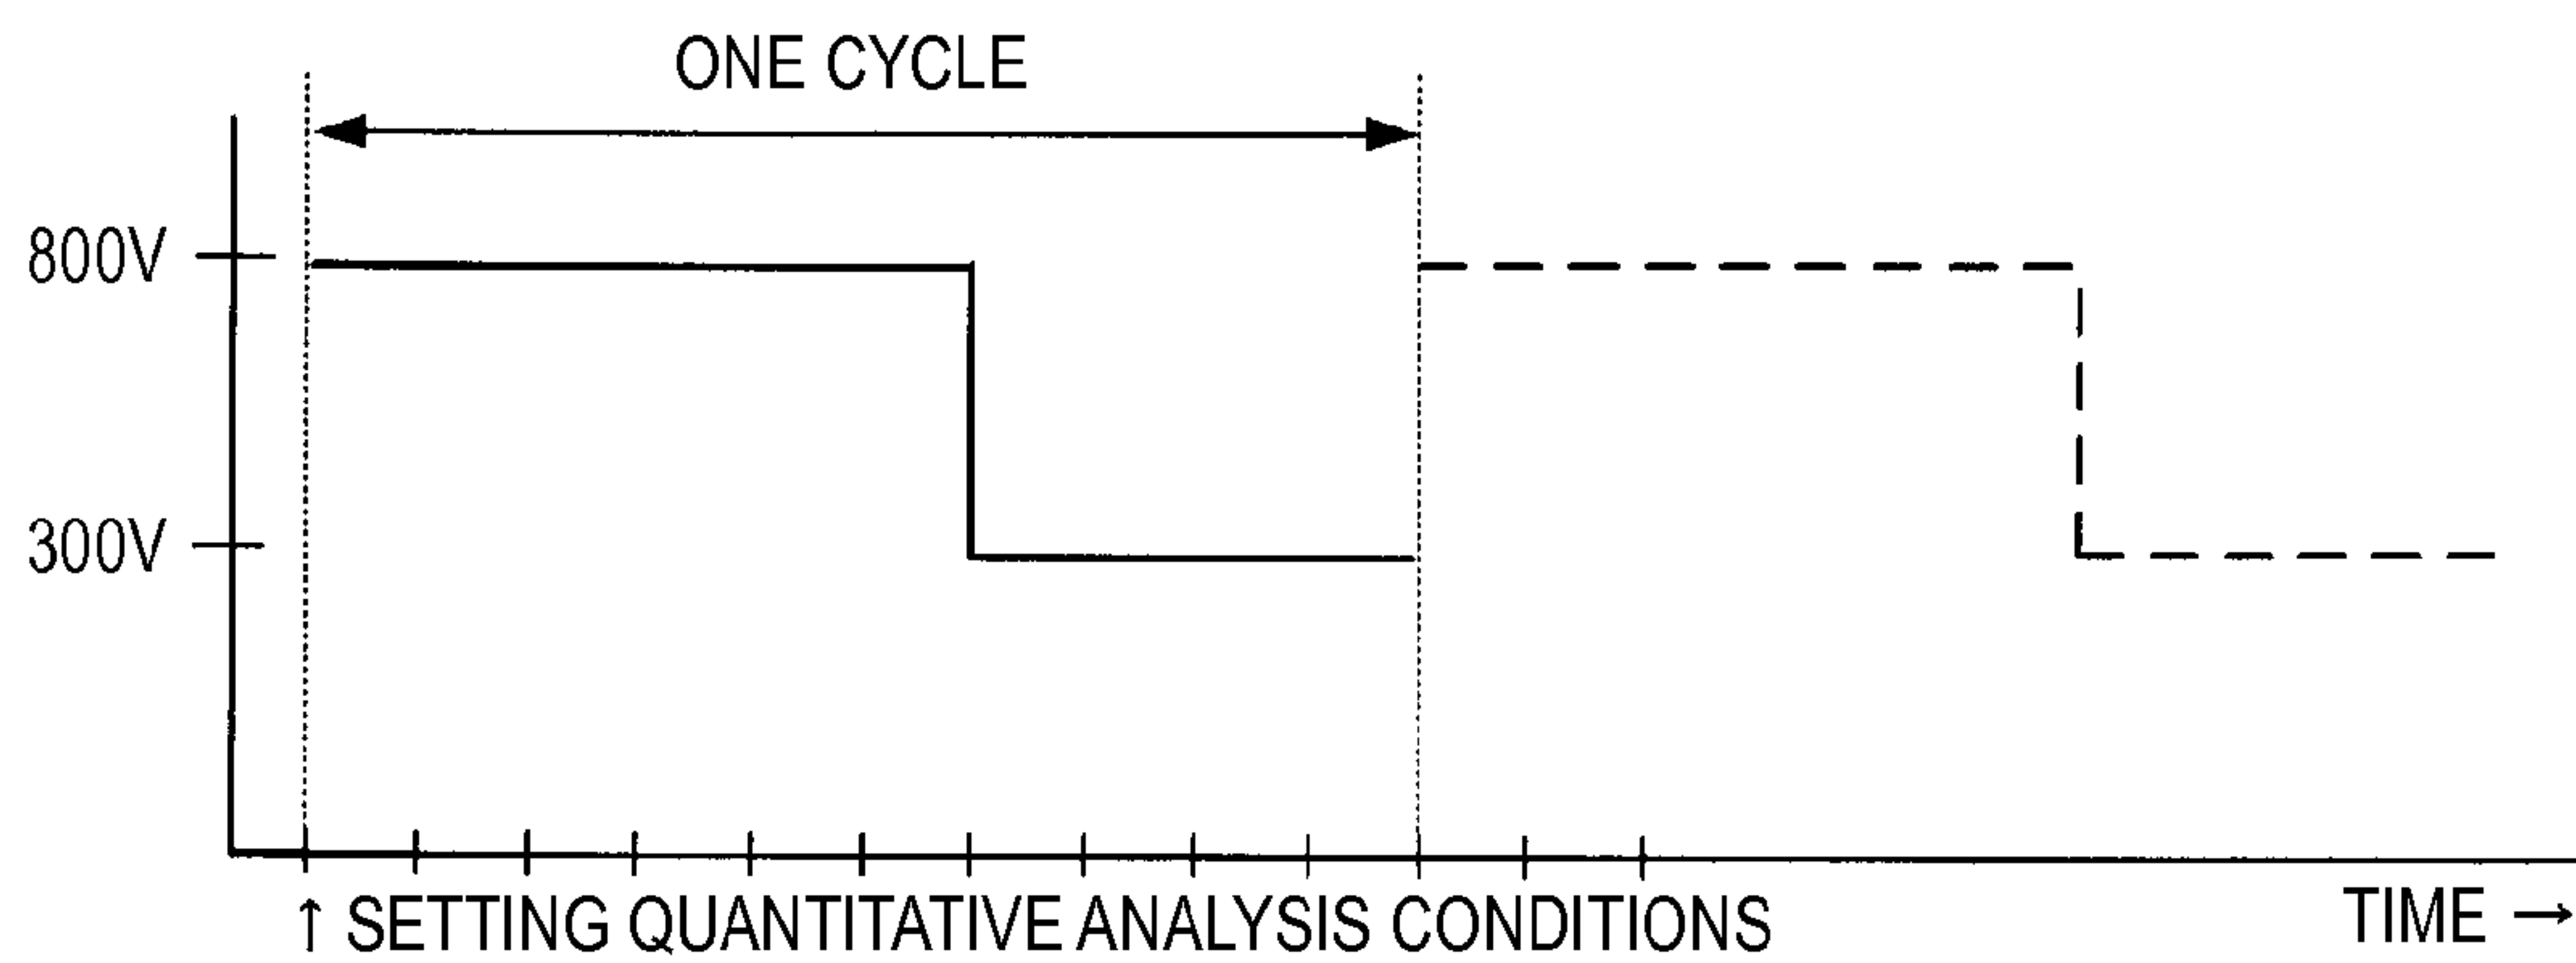 ONE CYCLE
800V
300V
↑ SETTING QUANTITATIVE ANALYSIS CONDITIONS
TIME →